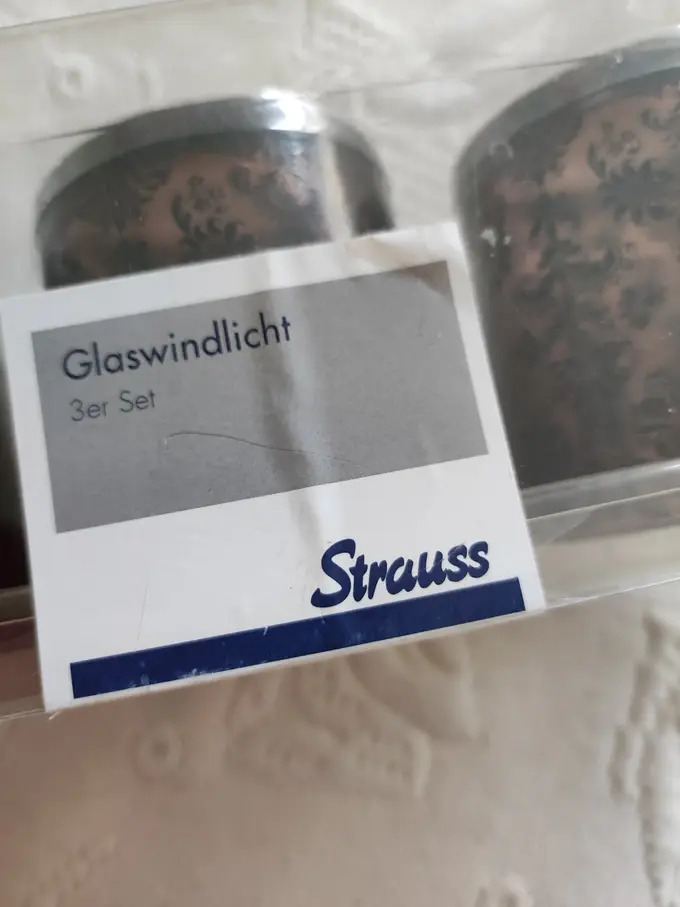 Glaswindlicht
3er Set
Strauss